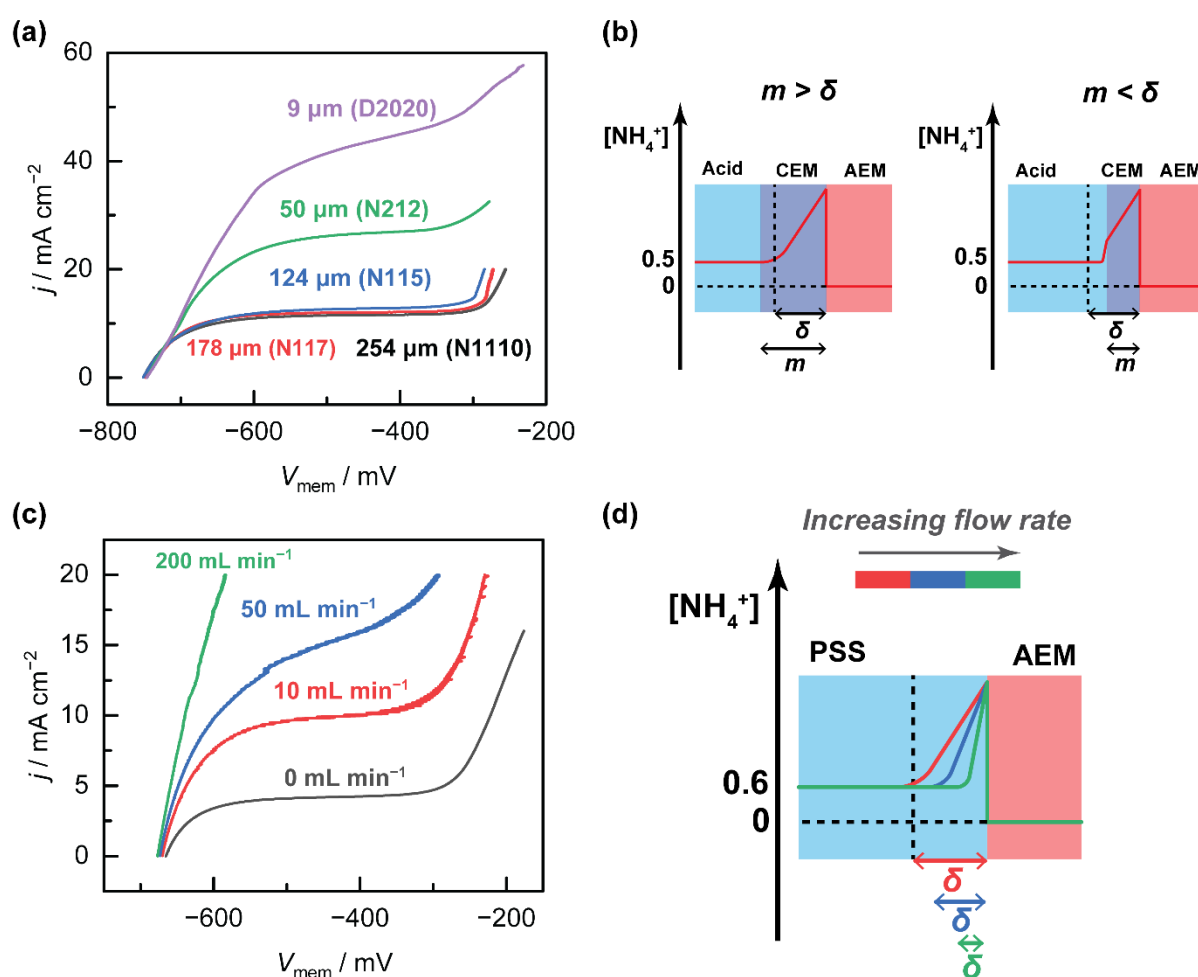 (a)
60
40
20
0
j / mA cm⁻²
9 µm (D2020)
50 µm (N212)
124 µm (N115)
178 µm (N117)
254 µm (N1110)
−800
−600
−400
−200
V_mem / mV
(b)
m > δ
[NH₄⁺]
Acid
CEM
AEM
0.5
0
δ
m
m < δ
[NH₄⁺]
Acid
CEM
AEM
0.5
0
δ
m
(c)
20
15
10
5
0
j / mA cm⁻²
200 mL min⁻¹
50 mL min⁻¹
10 mL min⁻¹
0 mL min⁻¹
−600
−400
−200
V_mem / mV
(d)
Increasing flow rate
[NH₄⁺]
PSS
AEM
0.6
0
δ
δ
δ